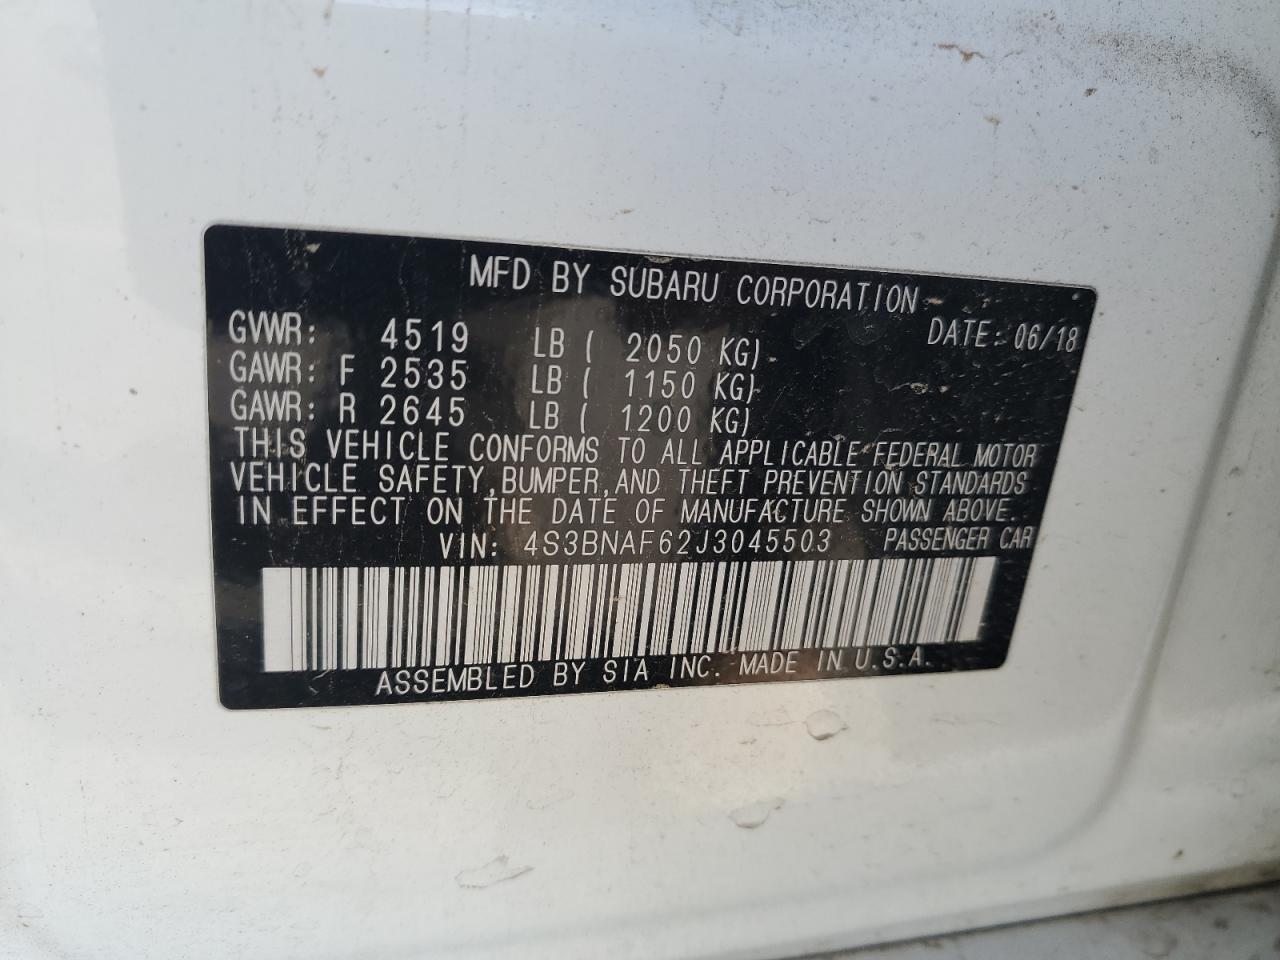 MFD BY SUBARU CORPORATION
DATE: 06/18
GVWR: 4519 LB ( 2050 KG)
GAWR: F 2535 LB ( 1150 KG)
GAWR: R 2645 LB ( 1200 KG)
THIS VEHICLE CONFORMS TO ALL APPLICABLE FEDERAL MOTOR
VEHICLE SAFETY, BUMPER, AND THEFT PREVENTION STANDARDS
IN EFFECT ON THE DATE OF MANUFACTURE SHOWN ABOVE.
VIN: 4S3BNAF62J3045503 PASSENGER CAR
ASSEMBLED BY SIA INC. MADE IN U.S.A.